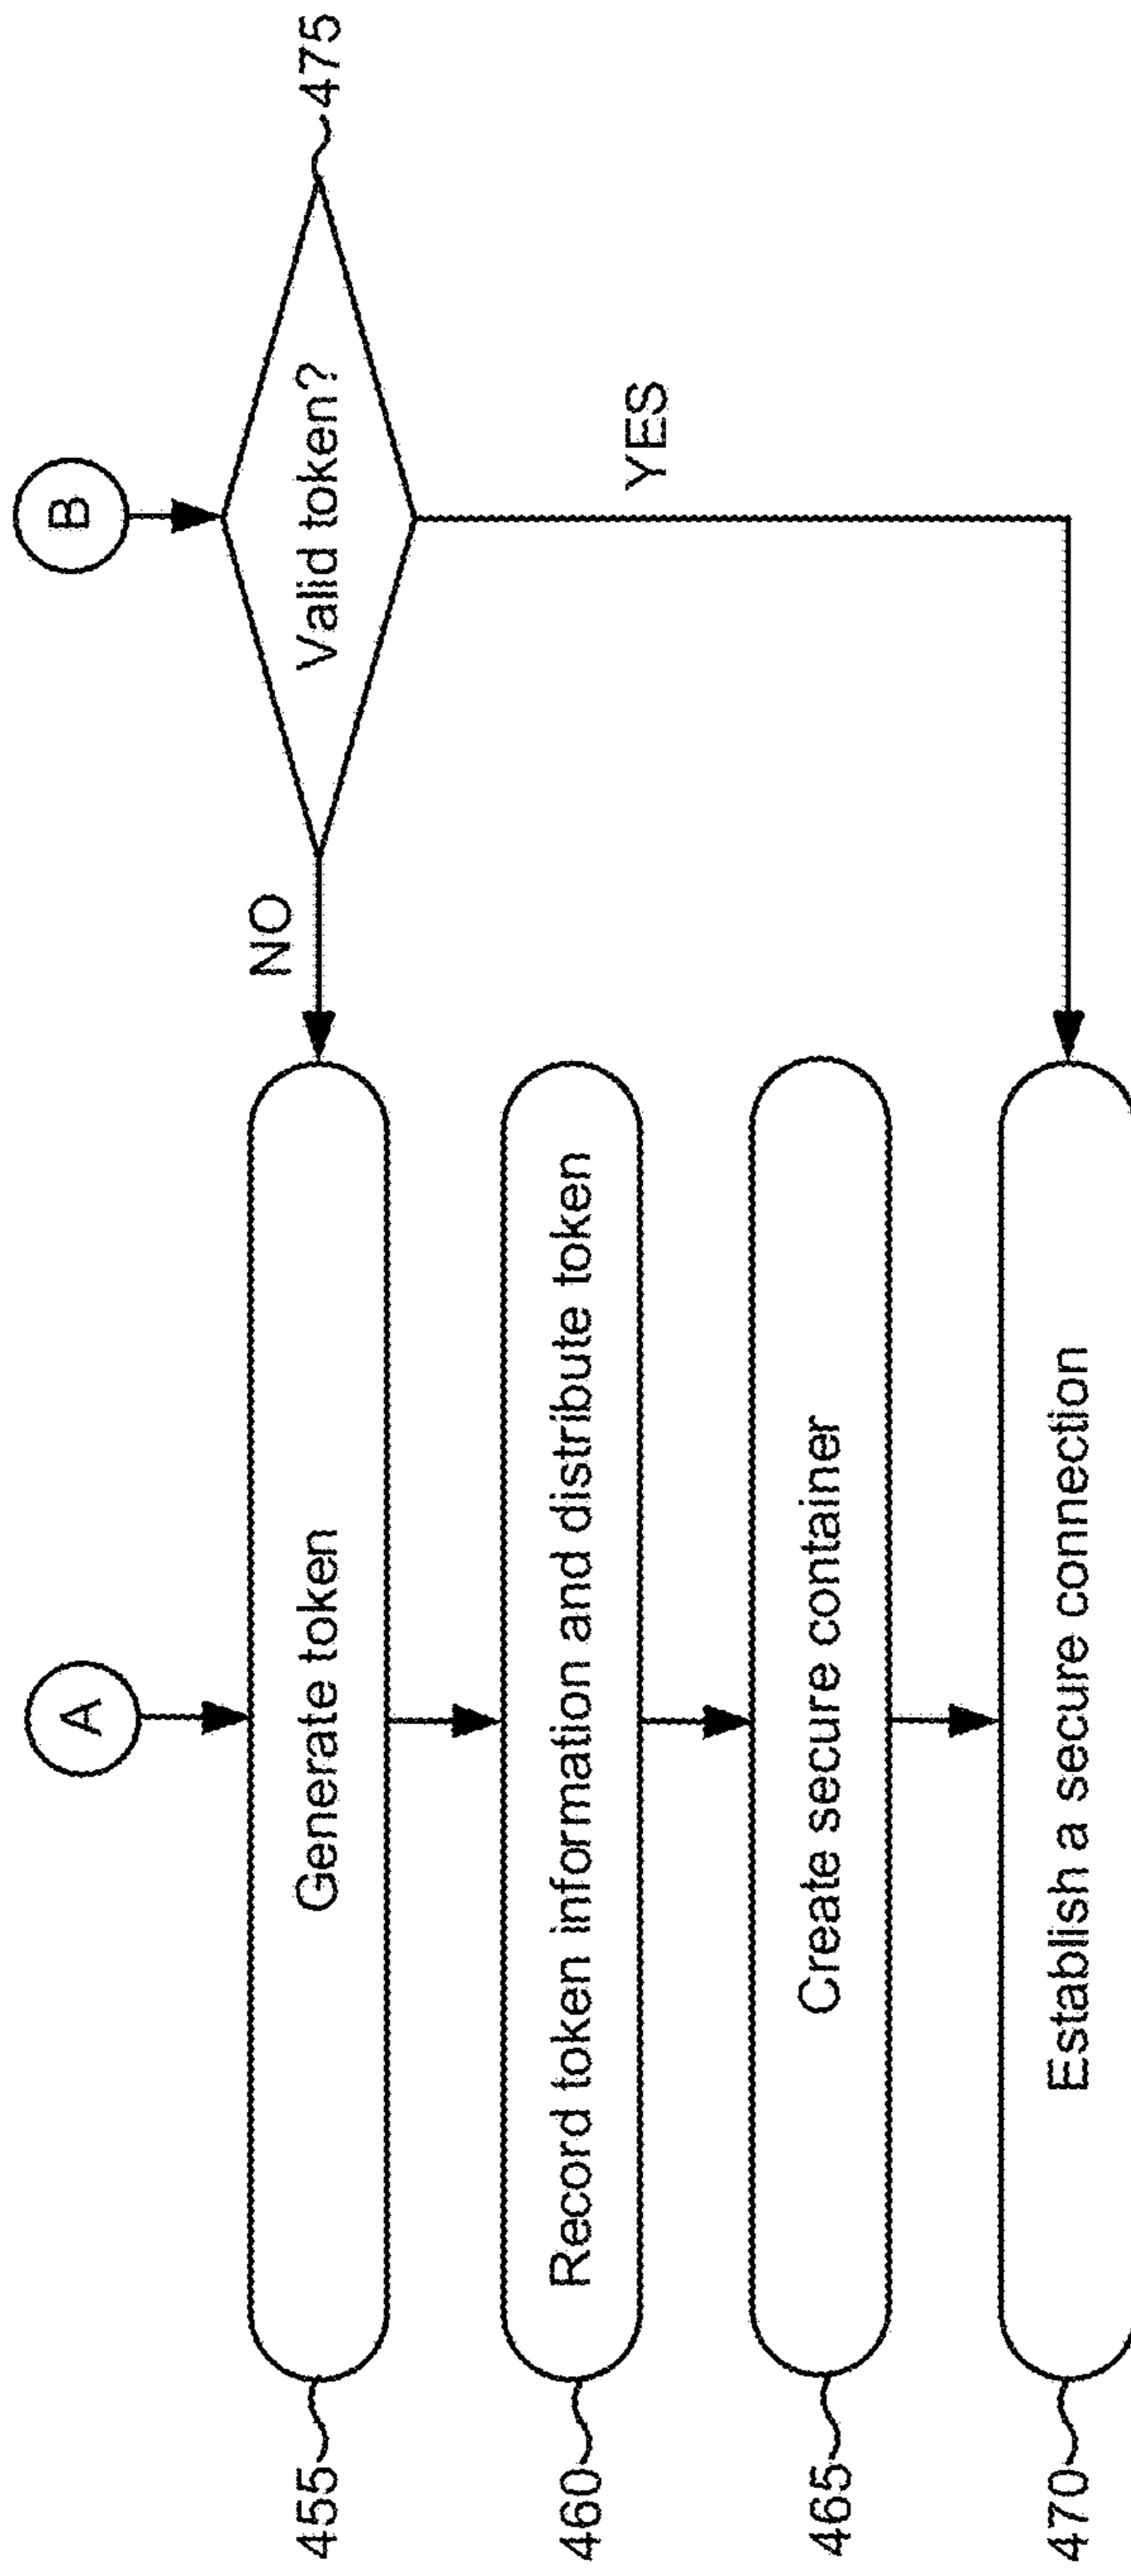 A
B
455
Generate token
NO
Valid token?
475
460
Record token information and distribute token
YES
465
Create secure container
470
Establish a secure connection